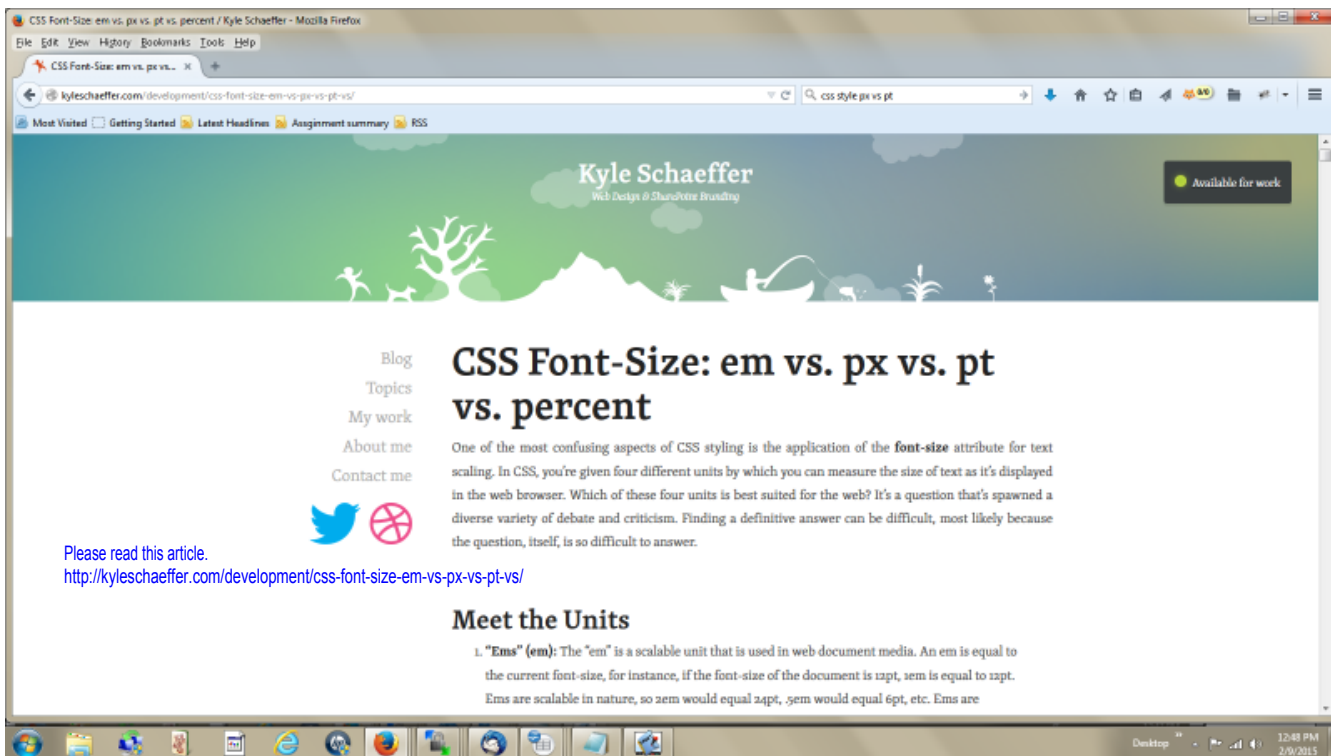 CSS Font-Size: em vs. px vs. pt vs. percent / Kyle Schaeffer - Mozilla Firefox
File Edit View History Bookmarks Tools Help
CSS Font-Size: em vs. px vs....
kyleschaeffer.com/development/css-font-size-em-vs-px-vs-pt-vs/
css style px vs pt
Most Visited Getting Started Latest Headlines Assginment summary RSS
Kyle Schaeffer
Web Design & SharePoint Branding
Available for work
Blog
Topics
My work
About me
Contact me
CSS Font-Size: em vs. px vs. pt
vs. percent
One of the most confusing aspects of CSS styling is the application of the font-size attribute for text
scaling. In CSS, you're given four different units by which you can measure the size of text as it's displayed
in the web browser. Which of these four units is best suited for the web? It's a question that's spawned a
diverse variety of debate and criticism. Finding a definitive answer can be difficult, most likely because
the question, itself, is so difficult to answer.
Please read this article.
http://kyleschaeffer.com/development/css-font-size-em-vs-px-vs-pt-vs/
Meet the Units
1. "Ems" (em): The "em" is a scalable unit that is used in web document media. An em is equal to
the current font-size, for instance, if the font-size of the document is 12pt, 1em is equal to 12pt.
Ems are scalable in nature, so 2em would equal 24pt, .5em would equal 6pt, etc. Ems are
Desktop
12:48 PM
2/9/2015